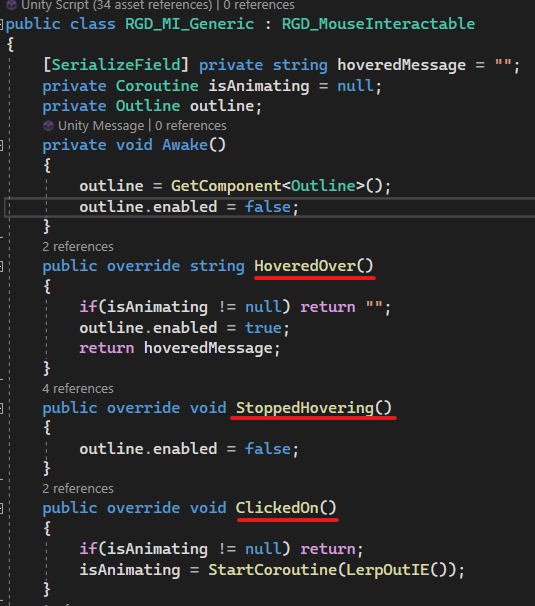 Unity Script (34 asset references) | 0 references
public class RGD_MI_Generic : RGD_MouseInteractable
{
[SerializeField] private string hoveredMessage = "";
private Coroutine isAnimating = null;
private Outline outline;
Unity Message | 0 references
private void Awake()
{
outline = GetComponent<Outline>();
outline.enabled = false;
}
2 references
public override string HoveredOver()
{
if(isAnimating != null) return "";
outline.enabled = true;
return hoveredMessage;
}
4 references
public override void StoppedHovering()
{
outline.enabled = false;
}
2 references
public override void ClickedOn()
{
if(isAnimating != null) return;
isAnimating = StartCoroutine(LerpOutIE());
}